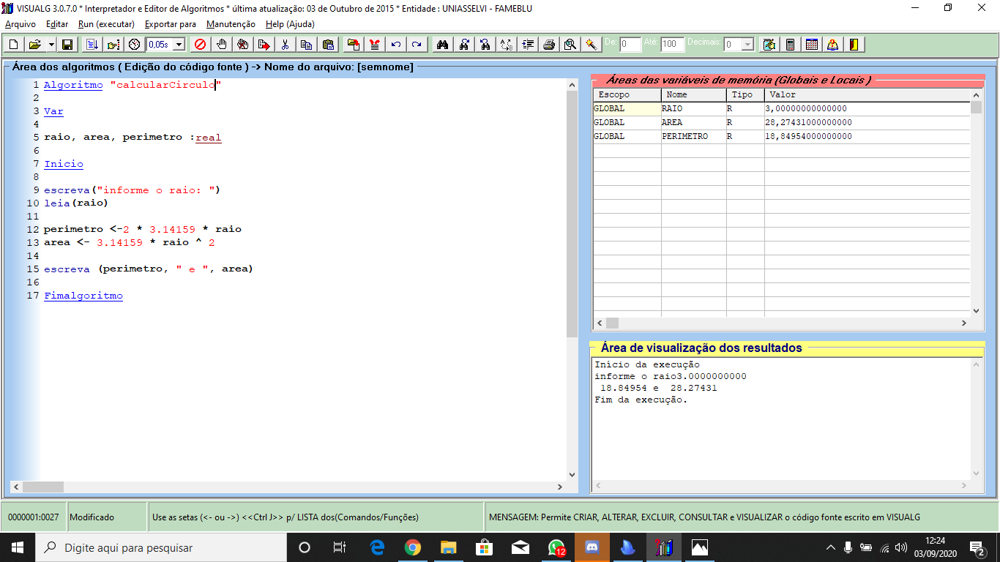 VISUALG 3.0.7.0 * Interpretador e Editor de Algoritmos * última atualização: 03 de Outubro de 2015 * Entidade : UNIASSELVI - FAMEBLU
Arquivo Editar Run (executar) Exportar para Manutenção Help (Ajuda)
0,05s De: 0 Até: 100 Decimais: 0
Área dos algoritmos ( Edição do código fonte ) -> Nome do arquivo: [semnome]
1 Algoritmo "calcularCirculo"
2
3 Var
4
5 raio, area, perimetro :real
6
7 Inicio
8
9 escreva("informe o raio: ")
10 leia(raio)
11
12 perimetro <-2 * 3.14159 * raio
13 area <- 3.14159 * raio ^ 2
14
15 escreva (perimetro, " e ", area)
16
17 Fimalgoritmo
Áreas das variáveis de memória (Globais e Locais )
Escopo Nome Tipo Valor
GLOBAL RAIO R 3,00000000000000
GLOBAL AREA R 28,27431000000000
GLOBAL PERIMETRO R 18,84954000000000
Área de visualização dos resultados
Início da execução
informe o raio3.0000000000
18.84954 e  28.27431
Fim da execução.
0000001:0027 Modificado Use as setas (<- ou ->) <<Ctrl J>> p/ LISTA dos(Comandos/Funções) MENSAGEM: Permite CRIAR, ALTERAR, EXCLUIR, CONSULTAR e VISUALIZAR o código fonte escrito em VISUALG
Digite aqui para pesquisar
12
12:24
03/09/2020
2